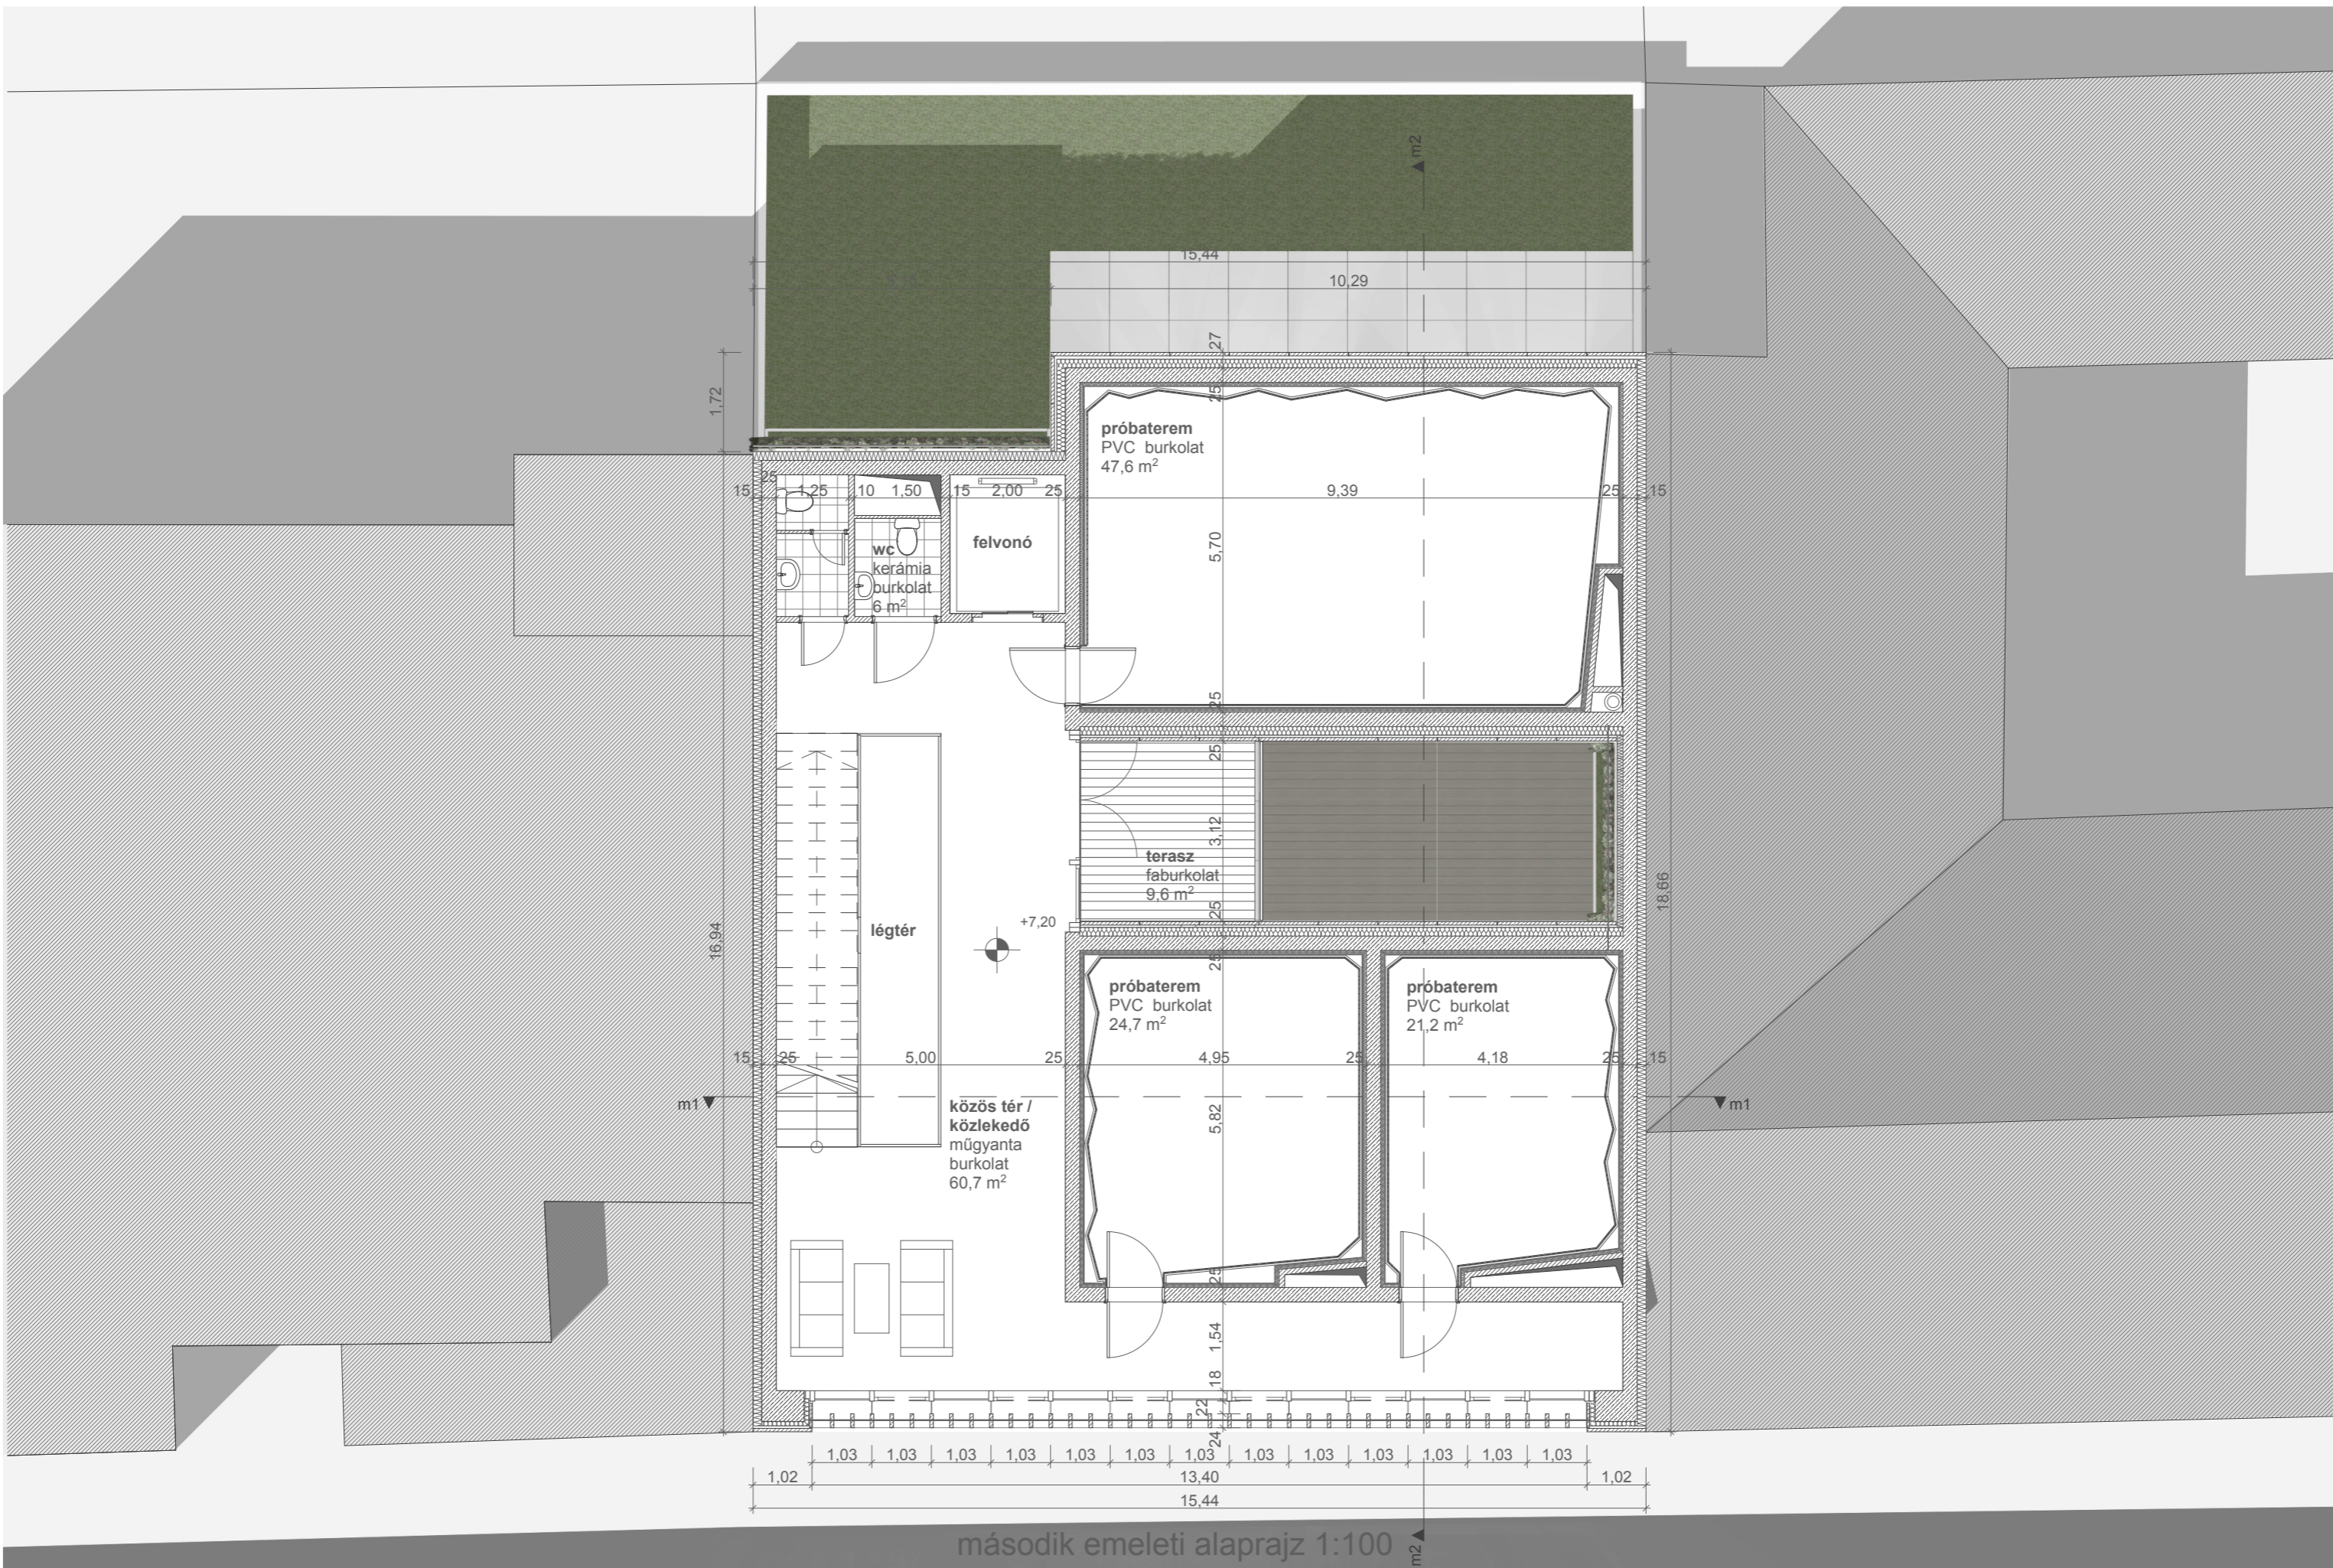 m2
15,44
10,29
27
1,72
25
próbaterem
PVC burkolat
47,6 m²
15 25 1,25 10 1,50 15 2,00 25 9,39 25 15
wc
kerámia
burkolat
6 m²
felvonó
5,70
25
25
3,12
terasz
faburkolat
9,6 m²
25
18,66
16,94
légtér
+7,20
25
próbaterem
PVC burkolat
24,7 m²
próbaterem
PVC burkolat
21,2 m²
15 25 5,00 25 4,95 25 4,18 25 15
m1
m1
közös tér /
közlekedő
műgyanta
burkolat
60,7 m²
5,82
25
1,54
18
22
24
1,03 1,03 1,03 1,03 1,03 1,03 1,03 1,03 1,03 1,03 1,03 1,03 1,03
1,02 13,40 1,02
15,44
második emeleti alaprajz 1:100
m2